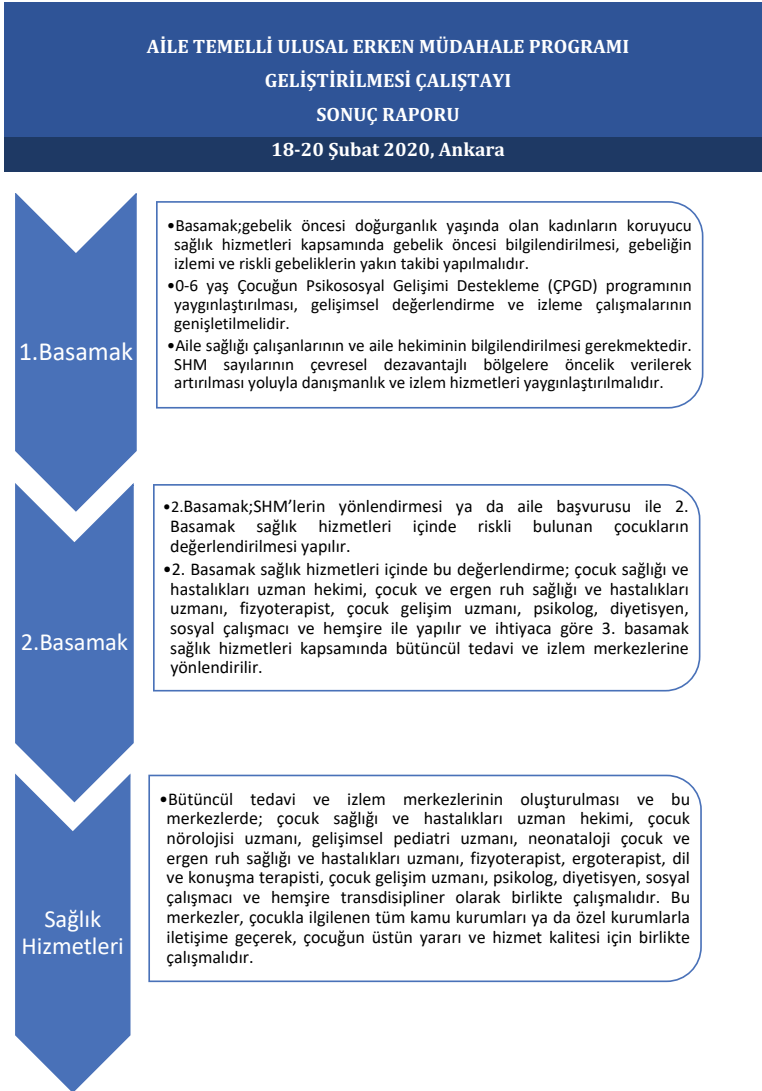 AİLE TEMELLİ ULUSAL ERKEN MÜDAHALE PROGRAMI
GELİŞTİRİLMESİ ÇALIŞTAYI
SONUÇ RAPORU
18-20 Şubat 2020, Ankara
1.Basamak
•Basamak;gebelik öncesi doğurganlık yaşında olan kadınların koruyucu
sağlık hizmetleri kapsamında gebelik öncesi bilgilendirilmesi, gebeliğin
izlemi ve riskli gebeliklerin yakın takibi yapılmalıdır.
•0-6 yaş Çocuğun Psikososyal Gelişimi Destekleme (ÇPGD) programının
yaygınlaştırılması, gelişimsel değerlendirme ve izleme çalışmalarının
genişletilmelidir.
•Aile sağlığı çalışanlarının ve aile hekiminin bilgilendirilmesi gerekmektedir.
SHM sayılarının çevresel dezavantajlı bölgelere öncelik verilerek
artırılması yoluyla danışmanlık ve izlem hizmetleri yaygınlaştırılmalıdır.
2.Basamak
•2.Basamak;SHM'lerin yönlendirmesi ya da aile başvurusu ile 2.
Basamak sağlık hizmetleri içinde riskli bulunan çocukların
değerlendirilmesi yapılır.
•2. Basamak sağlık hizmetleri içinde bu değerlendirme; çocuk sağlığı ve
hastalıkları uzman hekimi, çocuk ve ergen ruh sağlığı ve hastalıkları
uzmanı, fizyoterapist, çocuk gelişim uzmanı, psikolog, diyetisyen,
sosyal çalışmacı ve hemşire ile yapılır ve ihtiyaca göre 3. basamak
sağlık hizmetleri kapsamında bütüncül tedavi ve izlem merkezlerine
yönlendirilir.
Sağlık
Hizmetleri
•Bütüncül tedavi ve izlem merkezlerinin oluşturulması ve bu
merkezlerde; çocuk sağlığı ve hastalıkları uzman hekimi, çocuk
nörolojisi uzmanı, gelişimsel pediatri uzmanı, neonataloji çocuk ve
ergen ruh sağlığı ve hastalıkları uzmanı, fizyoterapist, ergoterapist, dil
ve konuşma terapisti, çocuk gelişim uzmanı, psikolog, diyetisyen, sosyal
çalışmacı ve hemşire transdisipliner olarak birlikte çalışmalıdır. Bu
merkezler, çocukla ilgilenen tüm kamu kurumları ya da özel kurumlarla
iletişime geçerek, çocuğun üstün yararı ve hizmet kalitesi için birlikte
çalışmalıdır.